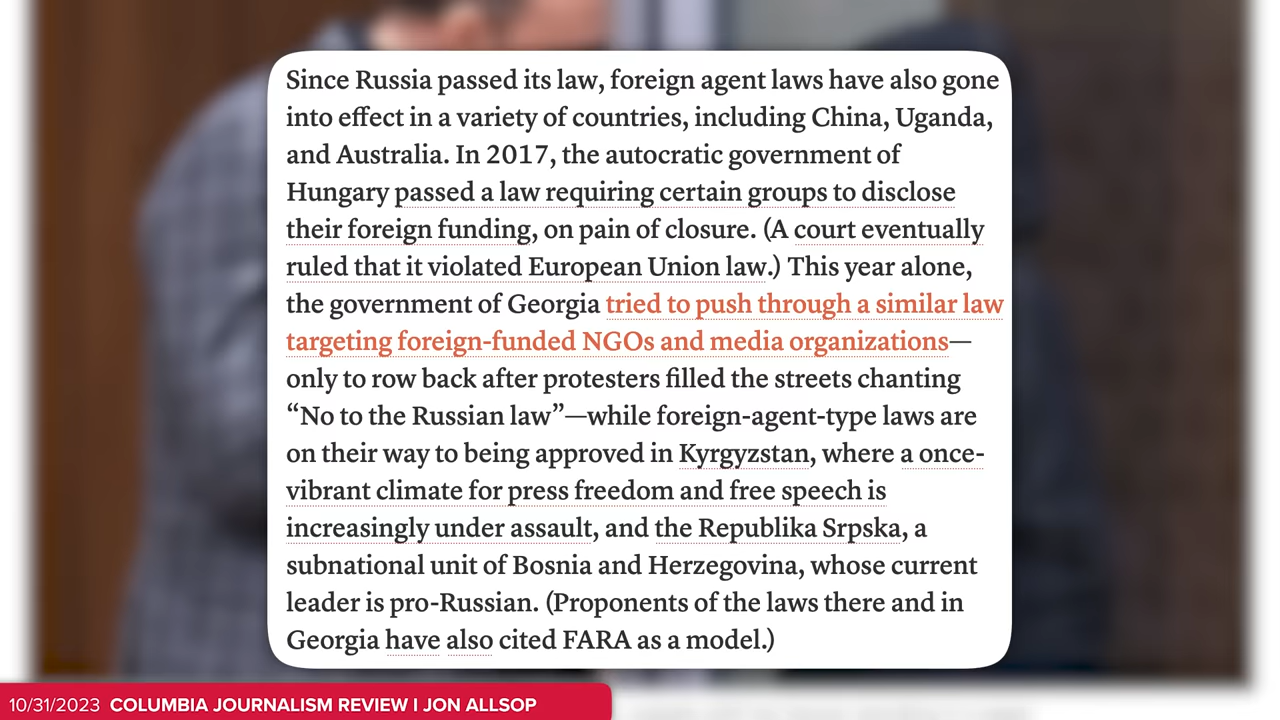 Since Russia passed its law, foreign agent laws have also gone
into effect in a variety of countries, including China, Uganda,
and Australia. In 2017, the autocratic government of
Hungary passed a law requiring certain groups to disclose
their foreign funding, on pain of closure. (A court eventually
ruled that it violated European Union law.) This year alone,
the government of Georgia tried to push through a similar law
targeting foreign-funded NGOs and media organizations—
only to row back after protesters filled the streets chanting
“No to the Russian law”—while foreign-agent-type laws are
on their way to being approved in Kyrgyzstan, where a once-
vibrant climate for press freedom and free speech is
increasingly under assault, and the Republika Srpska, a
subnational unit of Bosnia and Herzegovina, whose current
leader is pro-Russian. (Proponents of the laws there and in
Georgia have also cited FARA as a model.)
10/31/2023 COLUMBIA JOURNALISM REVIEW | JON ALLSOP